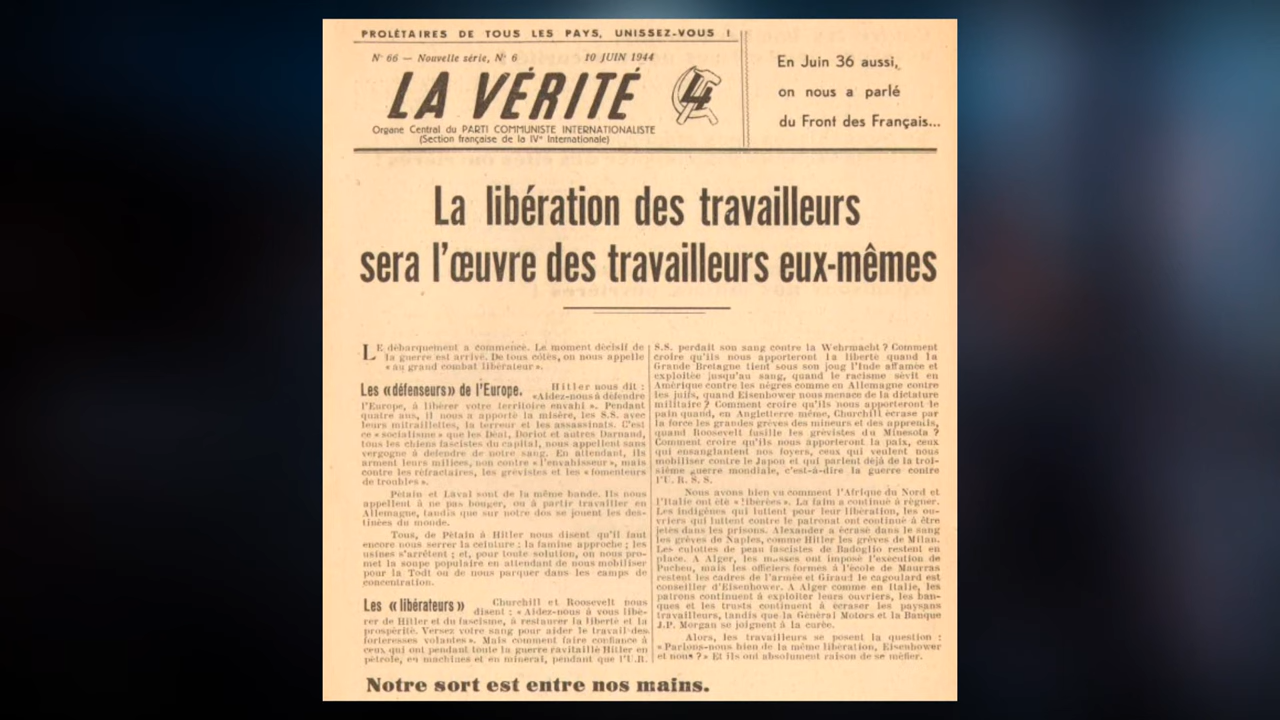 PROLÉTAIRES DE TOUS LES PAYS, UNISSEZ-VOUS !
N° 66 — Nouvelle série, N° 6 10 JUIN 1944
LA VÉRITÉ
4
Organe Central du PARTI COMMUNISTE INTERNATIONALISTE
(Section française de la IVe Internationale)
En Juin 36 aussi,
on nous a parlé
du Front des Français...
La libération des travailleurs
sera l'œuvre des travailleurs eux-mêmes
LE débarquement a commencé. Le moment décisif de
la guerre est arrivé. De tous côtés, on nous appelle
« au grand combat libérateur ».
Les «défenseurs» de l'Europe. Hitler nous dit :
«Aidez-nous à défendre
l'Europe, à libérer votre territoire envahi ». Pendant
quatre ans, il nous a apporté la misère, les S.S. avec
leurs mitraillettes, la terreur et les assassinats. C'est
ce « socialisme » que les Déat, Doriot et autres Darnand,
tous les chiens fascistes du capital, nous appellent sans
vergogne à défendre de notre sang. En attendant, ils
arment leurs milices, non contre « l'envahisseur », mais
contre les réfractaires, les grévistes et les « fomenteurs
de troubles ».
Pétain et Laval sont de la même bande. Ils nous
appellent à ne pas bouger, ou à partir travailler en
Allemagne, tandis que sur notre dos se jouent les des-
tinées du monde.
Tous, de Pétain à Hitler nous disent qu'il faut
encore nous serrer la ceinture ; la famine approche ; les
usines s'arrêtent ; et, pour toute solution, on nous pro-
met la soupe populaire en attendant de nous mobiliser
pour la Todt ou de nous parquer dans les camps de
concentration.
Les « libérateurs » Churchill et Roosevelt nous
disent : « Aidez-nous à vous libé-
rer de Hitler et du fascisme, à restaurer la liberté et la
prospérité. Versez votre sang pour aider le travail des
forteresses volantes ». Mais comment faire confiance à
ceux qui ont pendant toute la guerre ravitaillé Hitler en
pétrole, en machines et en minerai, pendant que l'U.R.
S.S. perdait son sang contre la Wehrmacht ? Comment
croire qu'ils nous apporteront la liberté quand la
Grande Bretagne tient sous son joug l'Inde affamée et
exploitée jusqu'au sang, quand le racisme sévit en
Amérique contre les nègres comme en Allemagne contre
les juifs, quand Eisenhower nous menace de la dictature
militaire ? Comment croire qu'ils nous apporteront le
pain quand, en Angleterre même, Churchill écrase par
la force les grandes grèves des mineurs et des apprentis,
quand Roosevelt fusille les grévistes du Minesota ?
Comment croire qu'ils nous apporteront la paix, ceux
qui ensanglantent nos foyers, ceux qui veulent nous
mobiliser contre le Japon et qui parlent déjà de la troi-
sième guerre mondiale, c'est-à-dire la guerre contre
l'U. R. S. S.
Nous avons bien vu comment l'Afrique du Nord et
l'Italie ont été « libérées ». La faim a continué à régner.
Les indigènes qui luttent pour leur libération, les ou-
vriers qui luttent contre le patronat ont continué à être
jetés dans les prisons. Alexander a écrasé dans le sang
les grèves de Naples, comme Hitler les grèves de Milan.
Les culottes de peau fascistes de Badoglio restent en
place. A Alger, les masses ont imposé l'exécution de
Pucheu, mais les officiers formés à l'école de Maurras
restent les cadres de l'armée et Giraud le cagoulard est
conseiller d'Eisenhower. A Alger comme en Italie, les
patrons continuent à exploiter leurs ouvriers, les ban-
ques et les trusts continuent à écraser les paysans
travailleurs, tandis que la Général Motors et la Banque
J.P. Morgan se joignent à la curée.
Alors, les travailleurs se posent la question :
« Parlons-nous bien de la même libération, Eisenhower
et nous ? » Et ils ont absolument raison de se méfier.
Notre sort est entre nos mains.